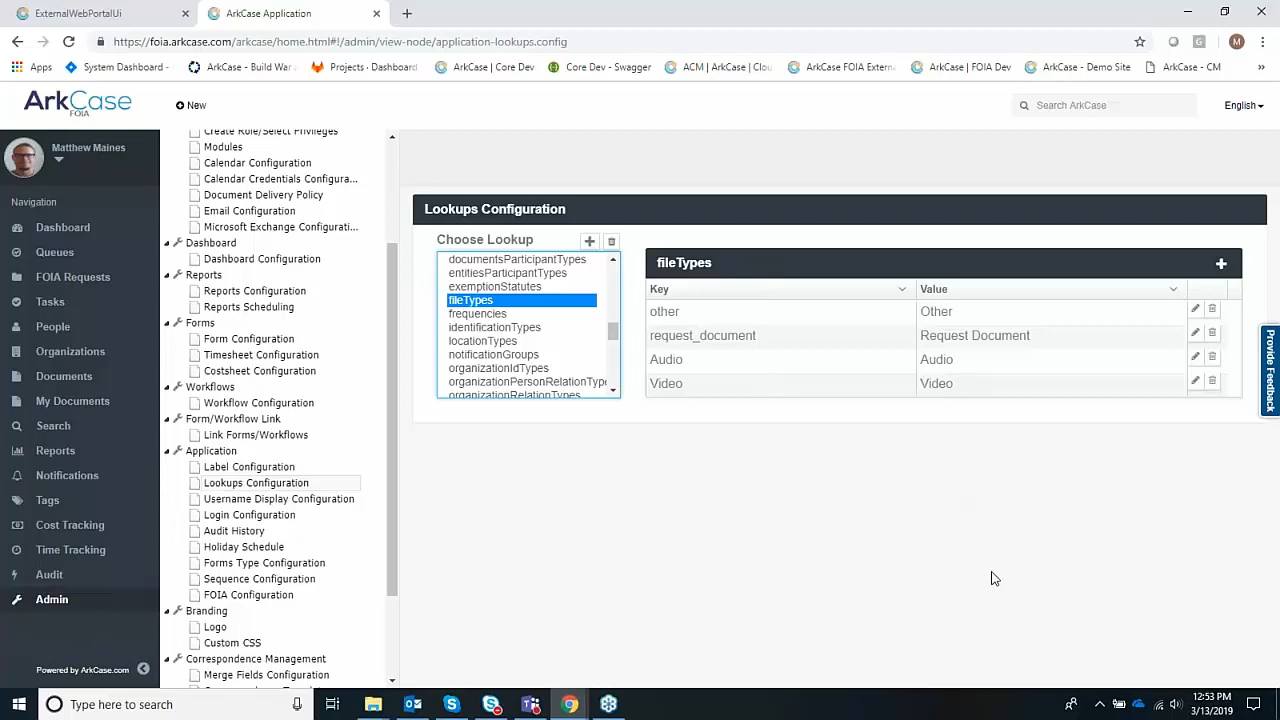 ExternalWebPortalUi
ArkCase Application
https://foia.arkcase.com/arkcase/home.html#!/admin/view-node/application-lookups.config
M
Apps
System Dashboard -
ArkCase - Build War
Projects · Dashboard
ArkCase | Core Dev
Core Dev - Swagger
ACM | ArkCase | Clou
ArkCase FOIA Extern
ArkCase | FOIA Dev
ArkCase - Demo Site
ArkCase - CM
»
ArkCase
FOIA
New
Search ArkCase
English
Matthew Maines
Navigation
Dashboard
Queues
FOIA Requests
Tasks
People
Organizations
Documents
My Documents
Search
Reports
Notifications
Tags
Cost Tracking
Time Tracking
Audit
Admin
Powered by ArkCase.com
Create Role/Select Privileges
Modules
Calendar Configuration
Calendar Credentials Configura...
Document Delivery Policy
Email Configuration
Microsoft Exchange Configurati...
Dashboard
Dashboard Configuration
Reports
Reports Configuration
Reports Scheduling
Forms
Form Configuration
Timesheet Configuration
Costsheet Configuration
Workflows
Workflow Configuration
Form/Workflow Link
Link Forms/Workflows
Application
Label Configuration
Lookups Configuration
Username Display Configuration
Login Configuration
Audit History
Holiday Schedule
Forms Type Configuration
Sequence Configuration
FOIA Configuration
Branding
Logo
Custom CSS
Correspondence Management
Merge Fields Configuration
Lookups Configuration
Choose Lookup
documentsParticipantTypes
entitiesParticipantTypes
exemptionStatutes
fileTypes
frequencies
identificationTypes
locationTypes
notificationGroups
organizationIdTypes
organizationPersonRelationType
organizationRelationTypes
fileTypes
Key Value
other Other
request_document Request Document
Audio Audio
Video Video
Provide Feedback
Type here to search
12:53 PM
3/13/2019